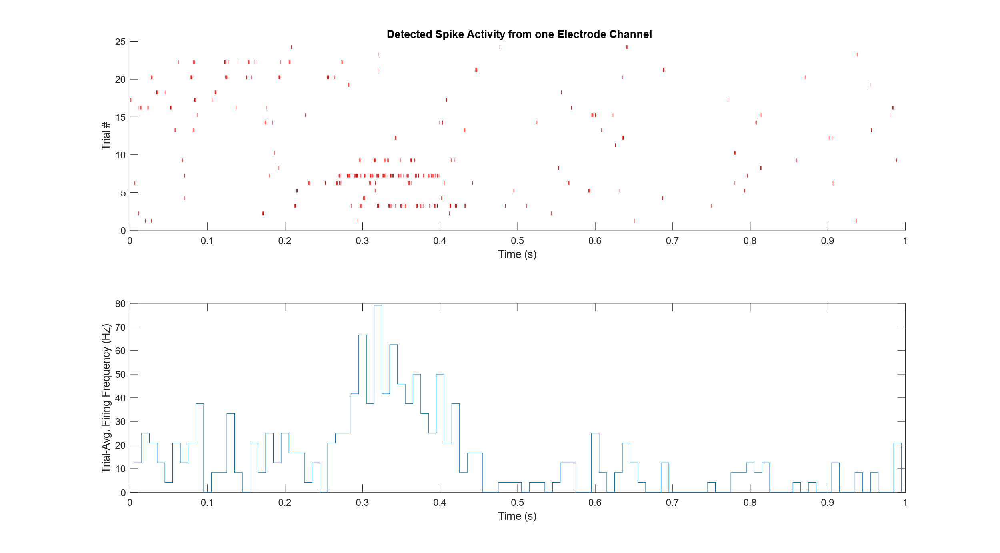 Detected Spike Activity from one Electrode Channel
25
20
15
10
5
0
Trial #
0 0.1 0.2 0.3 0.4 0.5 0.6 0.7 0.8 0.9 1
Time (s)
80
70
60
50
40
30
20
10
0
Trial-Avg. Firing Frequency (Hz)
0 0.1 0.2 0.3 0.4 0.5 0.6 0.7 0.8 0.9 1
Time (s)